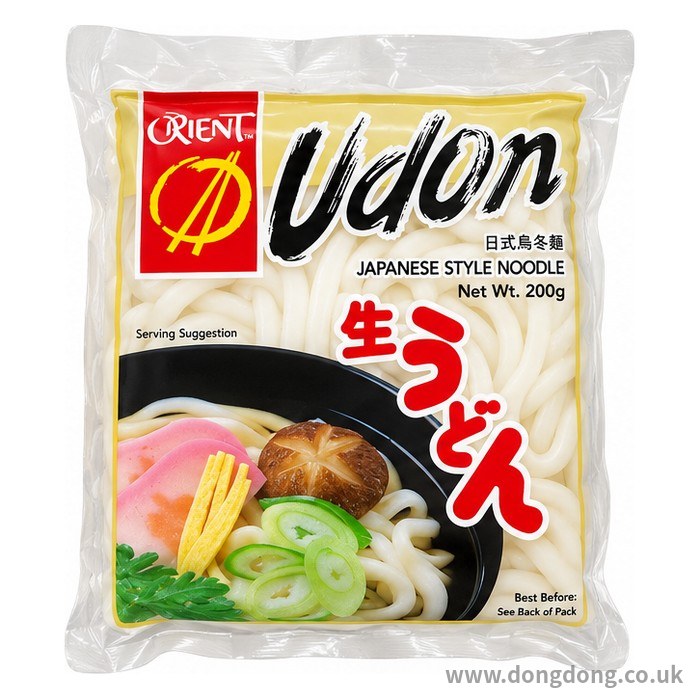 ORIENT™
Udon
日式烏冬麵
JAPANESE STYLE NOODLE
Net Wt. 200g
生うどん
Serving Suggestion
Best Before:
See Back of Pack
www.dongdong.co.uk